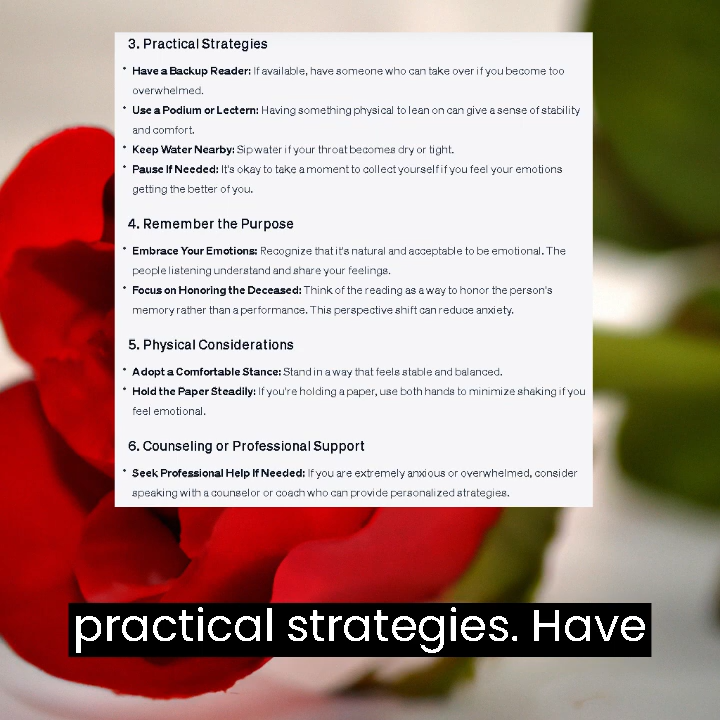 3. Practical Strategies
• Have a Backup Reader: If available, have someone who can take over if you become too
overwhelmed.
• Use a Podium or Lectern: Having something physical to lean on can give a sense of stability
and comfort.
• Keep Water Nearby: Sip water if your throat becomes dry or tight.
• Pause If Needed: It's okay to take a moment to collect yourself if you feel your emotions
getting the better of you.
4. Remember the Purpose
• Embrace Your Emotions: Recognize that it's natural and acceptable to be emotional. The
people listening understand and share your feelings.
• Focus on Honoring the Deceased: Think of the reading as a way to honor the person's
memory rather than a performance. This perspective shift can reduce anxiety.
5. Physical Considerations
• Adopt a Comfortable Stance: Stand in a way that feels stable and balanced.
• Hold the Paper Steadily: If you're holding a paper, use both hands to minimize shaking if you
feel emotional.
6. Counseling or Professional Support
• Seek Professional Help If Needed: If you are extremely anxious or overwhelmed, consider
speaking with a counselor or coach who can provide personalized strategies.
practical strategies. Have